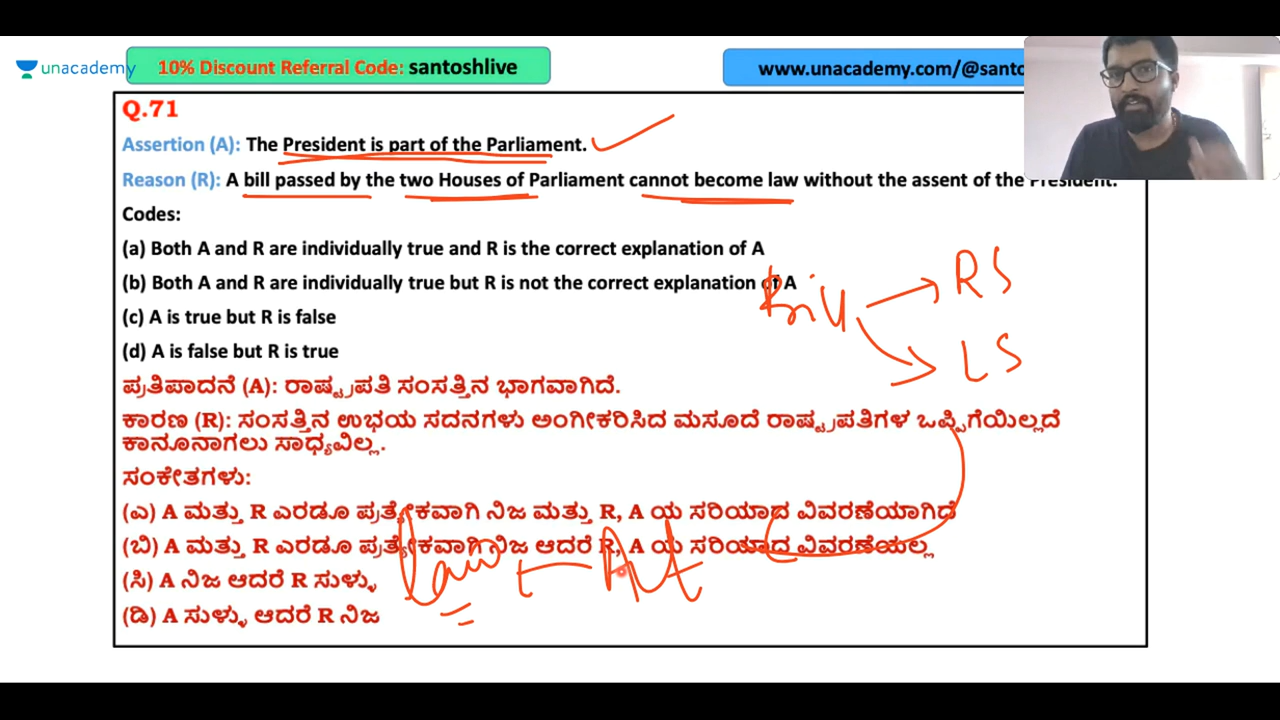 unacademy
10% Discount Referral Code: santoshlive
www.unacademy.com/@santo
Q.71
Assertion (A): The President is part of the Parliament.
Reason (R): A bill passed by the two Houses of Parliament cannot become law without the assent of the President.
Codes:
(a) Both A and R are individually true and R is the correct explanation of A
(b) Both A and R are individually true but R is not the correct explanation of A
Bill
RS
(c) A is true but R is false
(d) A is false but R is true
LS
ಪ್ರತಿಪಾದನೆ (A): ರಾಷ್ಟ್ರಪತಿ ಸಂಸತ್ತಿನ ಭಾಗವಾಗಿದೆ.
ಕಾರಣ (R): ಸಂಸತ್ತಿನ ಉಭಯ ಸದನಗಳು ಅಂಗೀಕರಿಸಿದ ಮಸೂದೆ ರಾಷ್ಟ್ರಪತಿಗಳ ಒಪ್ಪಿಗೆಯಿಲ್ಲದೆ
ಕಾನೂನಾಗಲು ಸಾಧ್ಯವಿಲ್ಲ.
ಸಂಕೇತಗಳು:
(ಎ) A ಮತ್ತು R ಎರಡೂ ಪ್ರತ್ಯೇಕವಾಗಿ ನಿಜ ಮತ್ತು R, A ಯ ಸರಿಯಾದ ವಿವರಣೆಯಾಗಿದೆ
(ಬಿ) A ಮತ್ತು R ಎರಡೂ ಪ್ರತ್ಯೇಕವಾಗಿ ನಿಜ ಆದರೆ R, A ಯ ಸರಿಯಾದ ವಿವರಣೆಯಲ್ಲ
law
Act
(ಸಿ) A ನಿಜ ಆದರೆ R ಸುಳ್ಳು
(ಡಿ) A ಸುಳ್ಳು ಆದರೆ R ನಿಜ